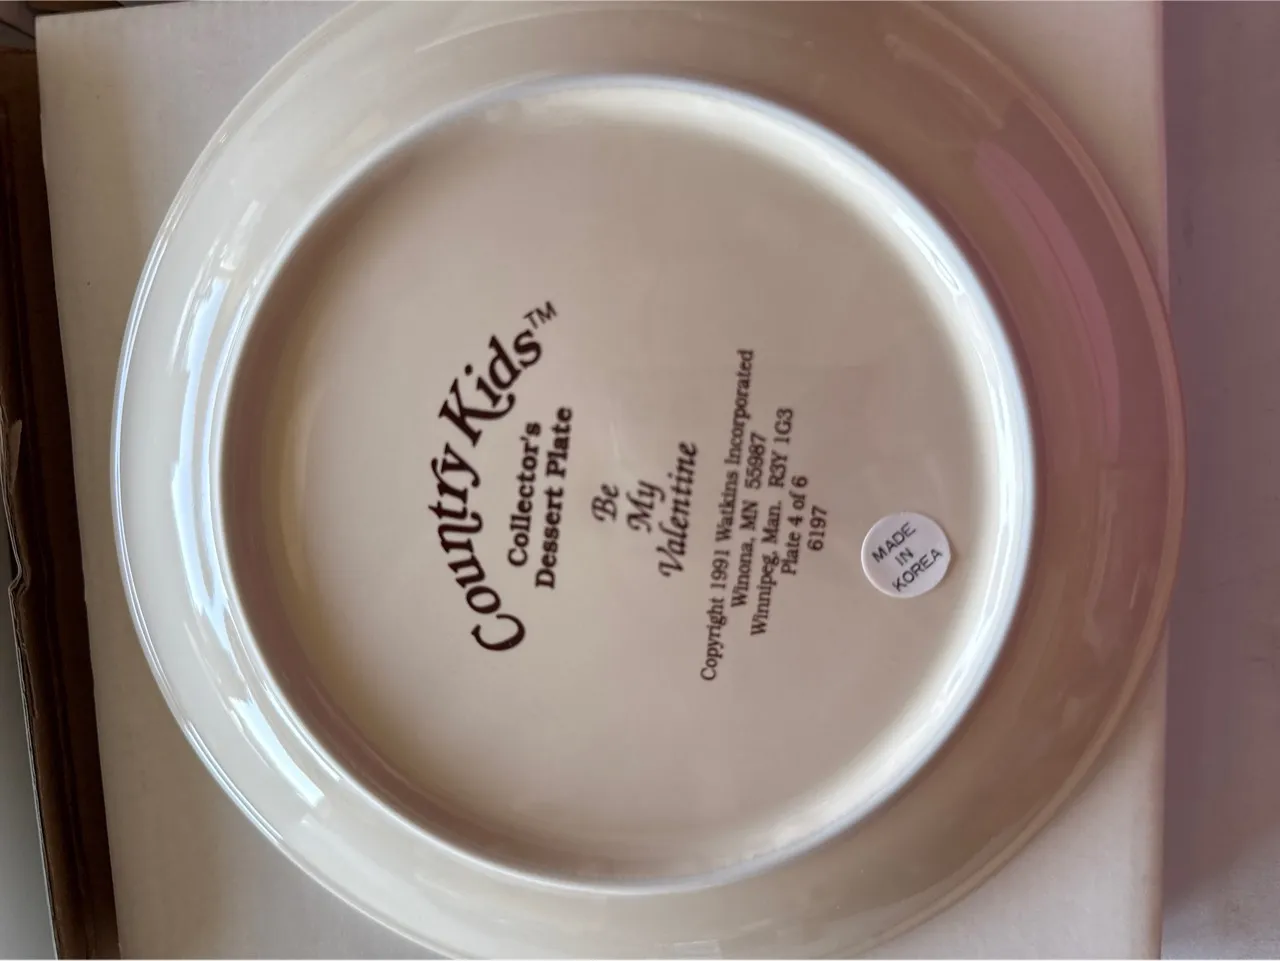 Country Kids™
Collector's
Dessert Plate
Be
My
Valentine
Copyright 1991 Watkins Incorporated
Winona, MN 55987
Winnipeg, Man. R3Y 1G3
Plate 4 of 6
6197
MADE
IN
KOREA